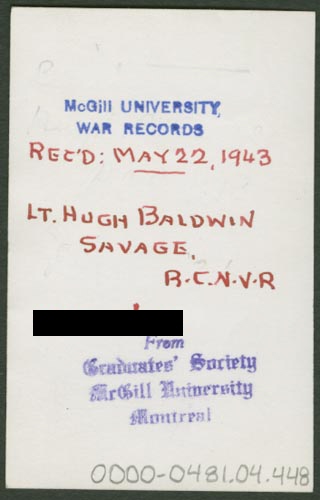 McGill UNIVERSITY,
WAR RECORDS
REC'D: MAY 22, 1943
LT. HUGH BALDWIN
SAVAGE,
R.C.N.V.R
From
Graduates' Society
McGill University
Montreal
0000-0481.04.448